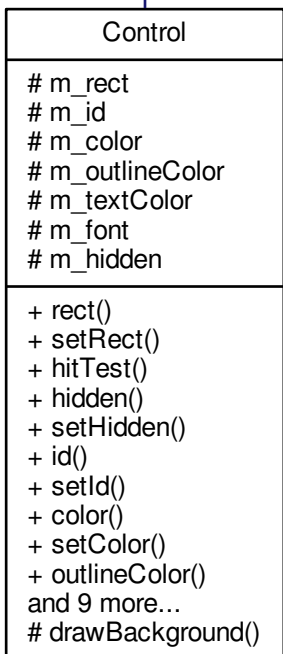 Control
# m_rect
# m_id
# m_color
# m_outlineColor
# m_textColor
# m_font
# m_hidden
+ rect()
+ setRect()
+ hitTest()
+ hidden()
+ setHidden()
+ id()
+ setId()
+ color()
+ setColor()
+ outlineColor()
and 9 more...
# drawBackground()